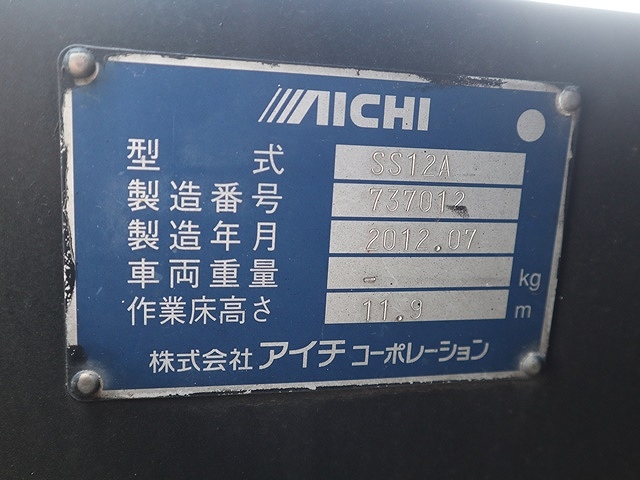 AICHI
型式 SS12A
製造番号 737012
製造年月 2012.07
車両重量 - kg
作業床高さ 11.9 m
株式会社 アイチ コーポレーション